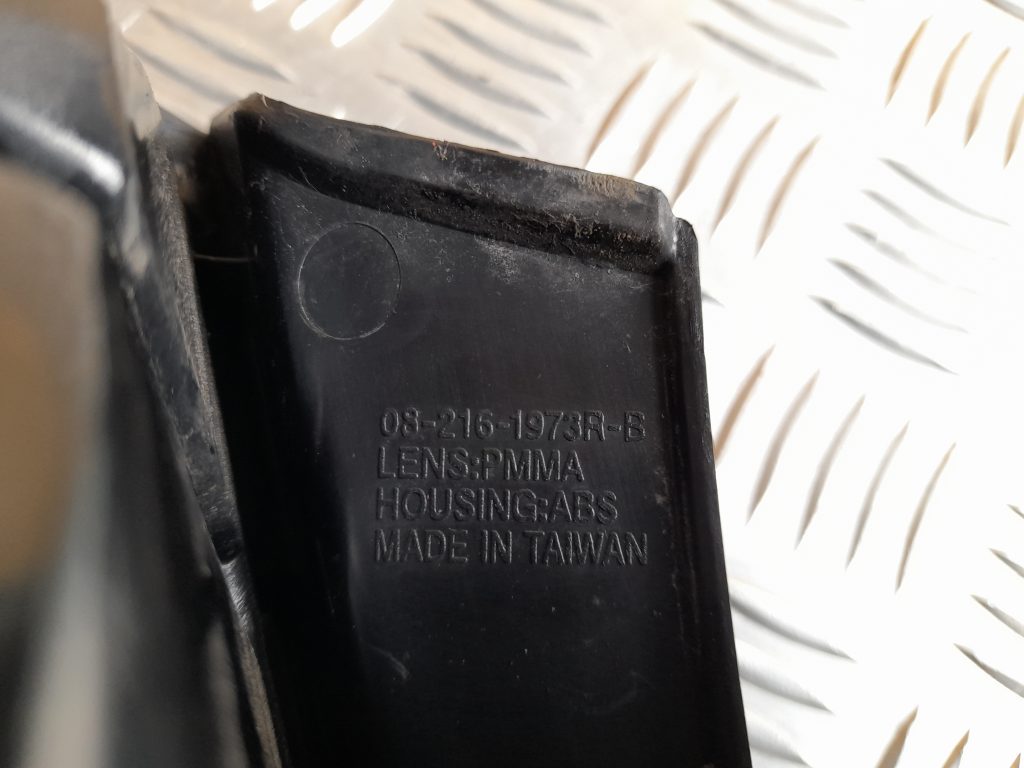 08-216-1973R-B
LENS:PMMA
HOUSING:ABS
MADE IN TAIWAN